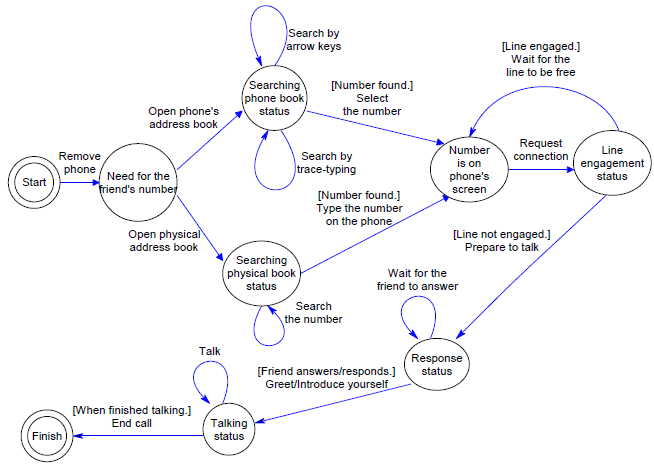 Search by
arrow keys
[Line engaged.]
Wait for the
line to be free
Searching
phone book
status
[Number found.]
Select
the number
Open phone's
address book
Remove
phone
Start
Need for the
friend's number
Search by
trace-typing
Number
is on
phone's
screen
Request
connection
Line
engagement
status
[Number found.]
Type the number
on the phone
Open physical
address book
[Line not engaged.]
Prepare to talk
Searching
physical book
status
Search
the number
Wait for the
friend to answer
Response
status
Talk
[Friend answers/responds.]
Greet/Introduce yourself
[When finished talking.]
End call
Talking
status
Finish